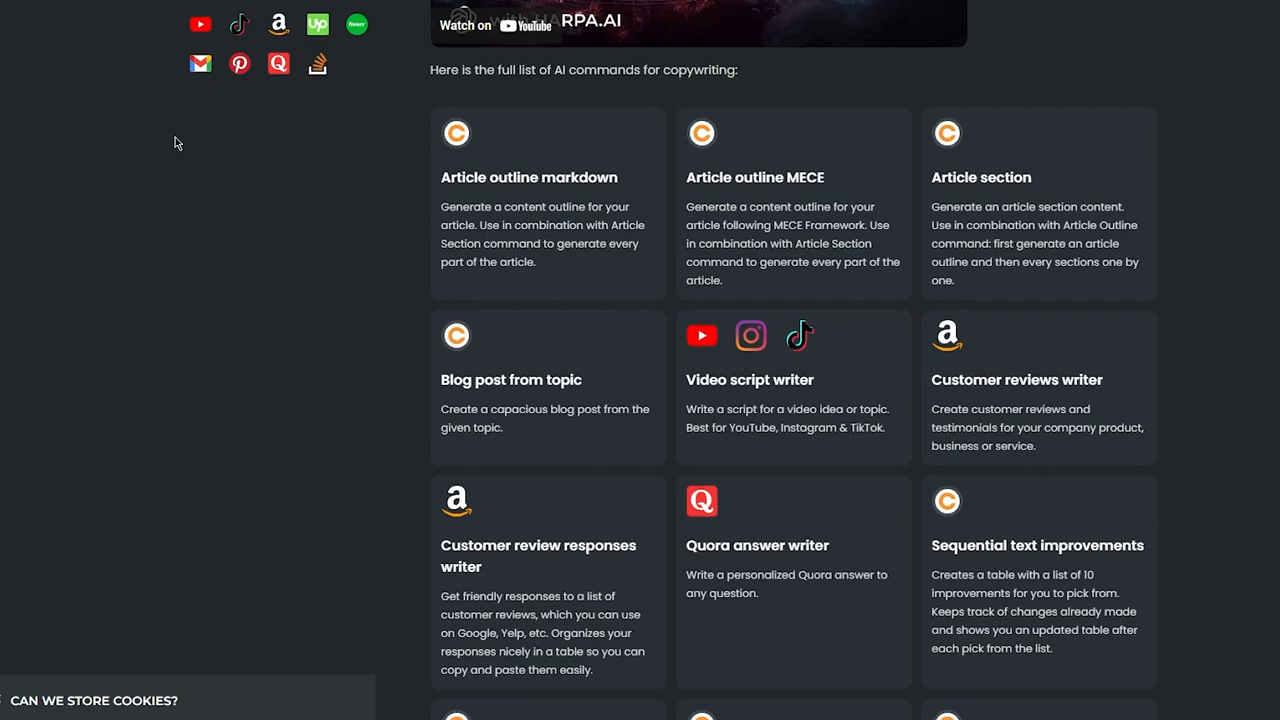 with HARPA.AI
Watch on YouTube
Up
fiverr
Here is the full list of AI commands for copywriting:
Article outline markdown
Generate a content outline for your
article. Use in combination with Article
Section command to generate every
part of the article.
Article outline MECE
Generate a content outline for your
article following MECE Framework. Use
in combination with Article Section
command to generate every part of the
article.
Article section
Generate an article section content.
Use in combination with Article Outline
command: first generate an article
outline and then every sections one by
one.
Blog post from topic
Create a capacious blog post from the
given topic.
Video script writer
Write a script for a video idea or topic.
Best for YouTube, Instagram & TikTok.
Customer reviews writer
Create customer reviews and
testimonials for your company product,
business or service.
Customer review responses
writer
Get friendly responses to a list of
customer reviews, which you can use
on Google, Yelp, etc. Organizes your
responses nicely in a table so you can
copy and paste them easily.
Quora answer writer
Write a personalized Quora answer to
any question.
Sequential text improvements
Creates a table with a list of 10
improvements for you to pick from.
Keeps track of changes already made
and shows you an updated table after
each pick from the list.
CAN WE STORE COOKIES?